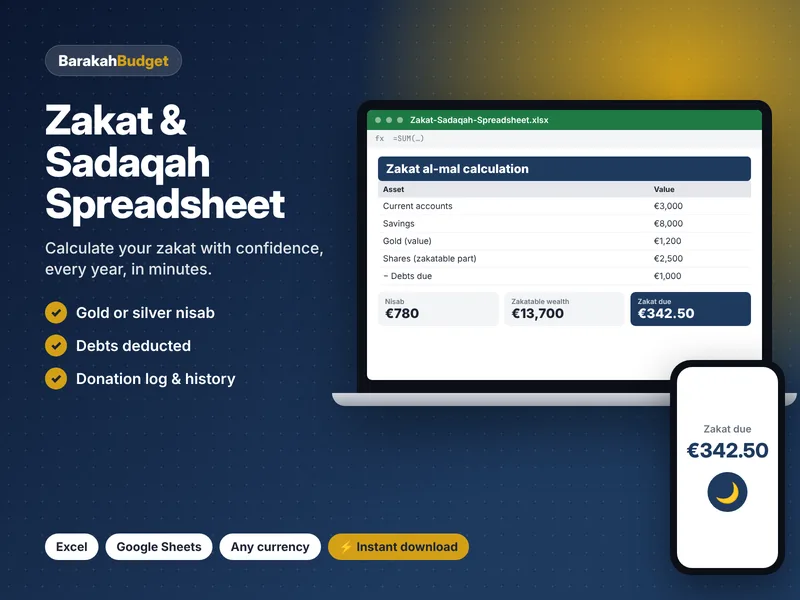 BarakahBudget
Zakat &
Sadaqah
Spreadsheet
Calculate your zakat with confidence,
every year, in minutes.
Gold or silver nisab
Debts deducted
Donation log & history
Excel
Google Sheets
Any currency
⚡ Instant download
Zakat-Sadaqah-Spreadsheet.xlsx
fx =SUM(…)
Zakat al-mal calculation
Asset Value
Current accounts €3,000
Savings €8,000
Gold (value) €1,200
Shares (zakatable part) €2,500
− Debts due €1,000
Nisab
€780
Zakatable wealth
€13,700
Zakat due
€342.50
Zakat due
€342.50